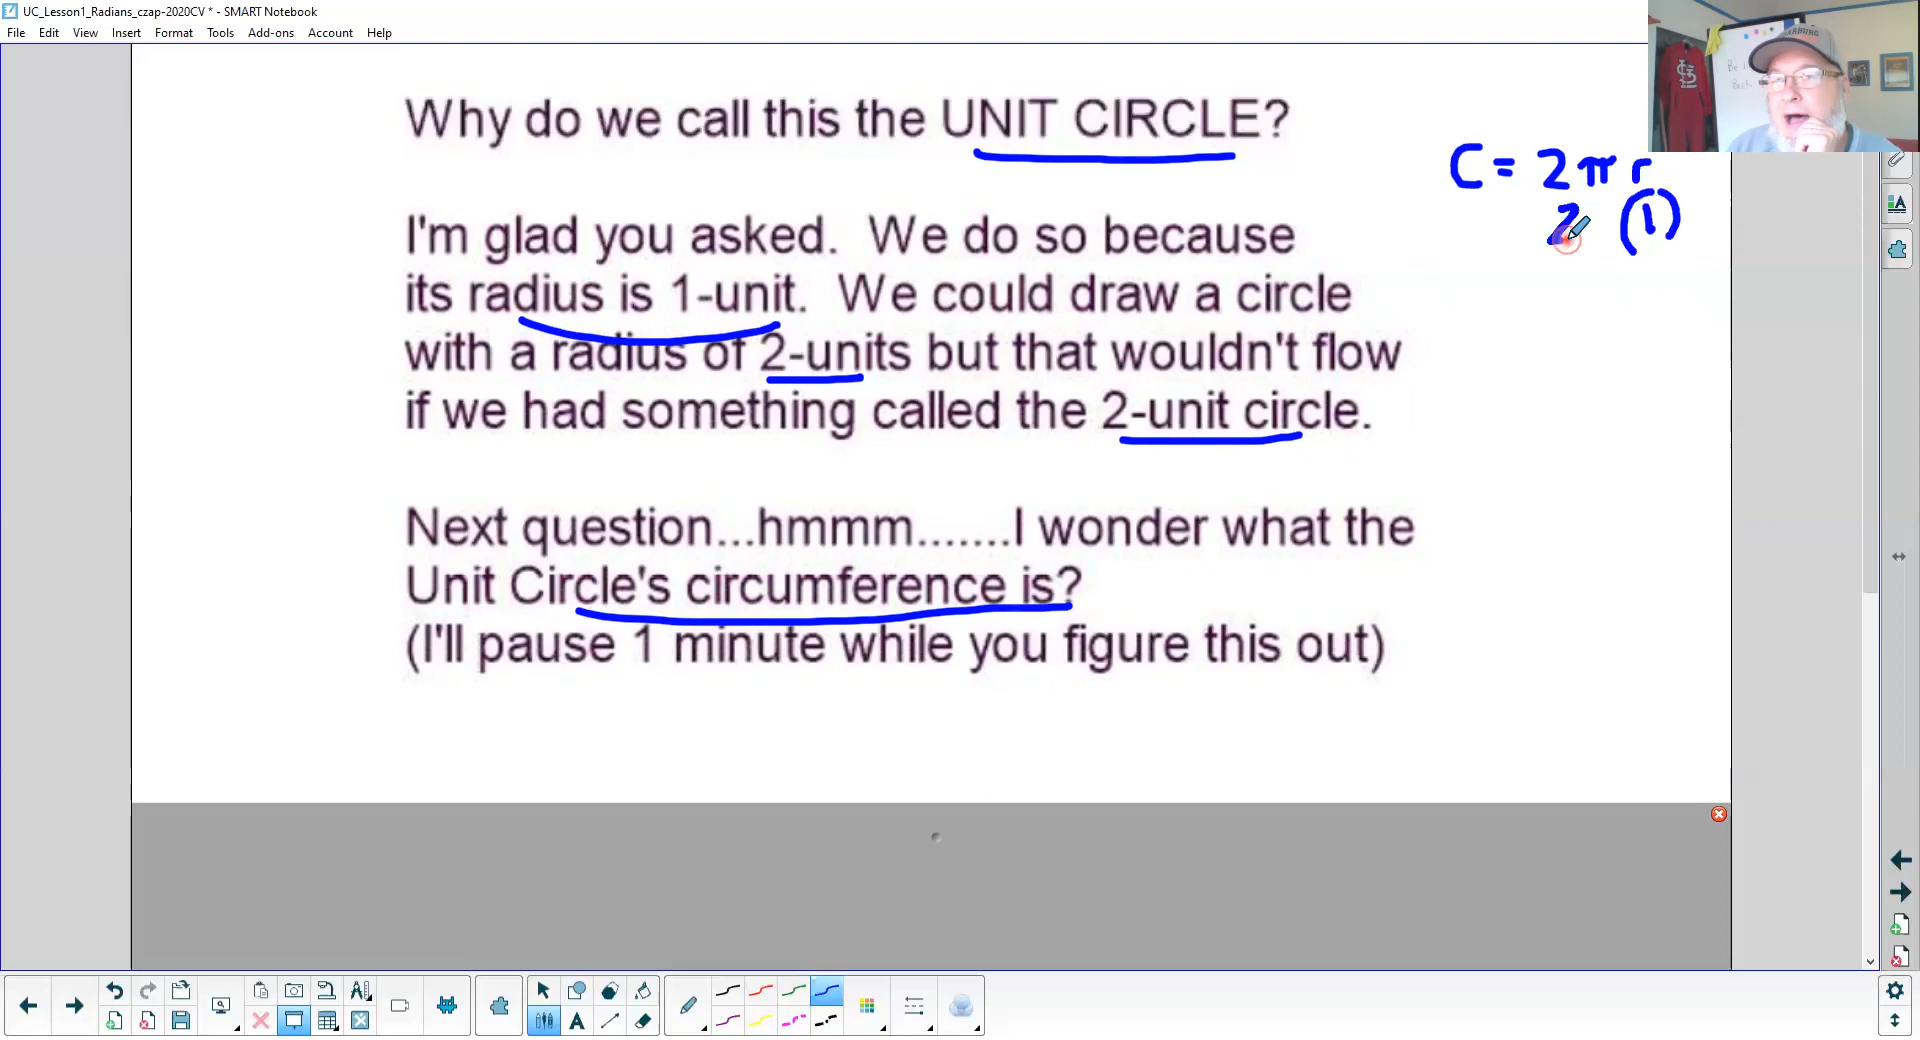 UC_Lesson1_Radians_czap-2020CV * - SMART Notebook
File Edit View Insert Format Tools Add-ons Account Help
Why do we call this the UNIT CIRCLE?
C = 2 π r
2 (1)
I'm glad you asked. We do so because
its radius is 1-unit. We could draw a circle
with a radius of 2-units but that wouldn't flow
if we had something called the 2-unit circle.
Next question...hmmm.......I wonder what the
Unit Circle's circumference is?
(I'll pause 1 minute while you figure this out)